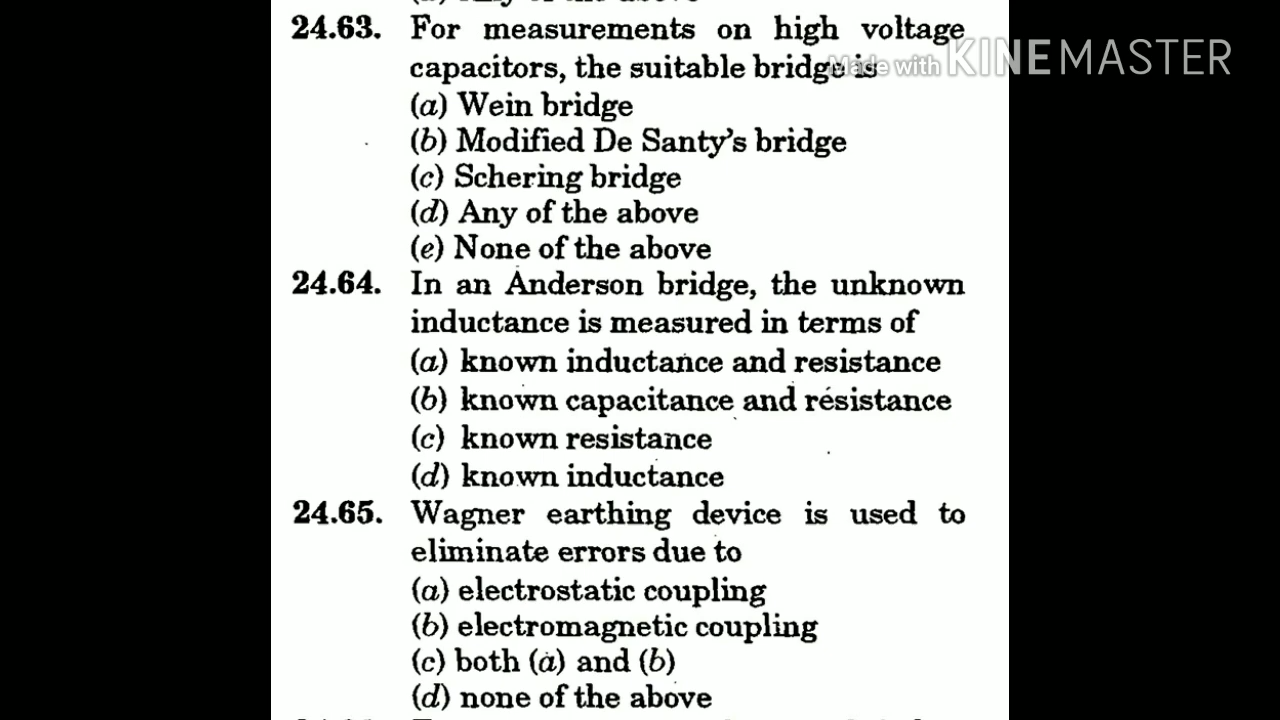 24.63. For measurements on high voltage
capacitors, the suitable bridge is
Made with KINEMASTER
(a) Wein bridge
(b) Modified De Santy's bridge
(c) Schering bridge
(d) Any of the above
(e) None of the above
24.64. In an Anderson bridge, the unknown
inductance is measured in terms of
(a) known inductance and resistance
(b) known capacitance and résistance
(c) known resistance
(d) known inductance
24.65. Wagner earthing device is used to
eliminate errors due to
(a) electrostatic coupling
(b) electromagnetic coupling
(c) both (a) and (b)
(d) none of the above